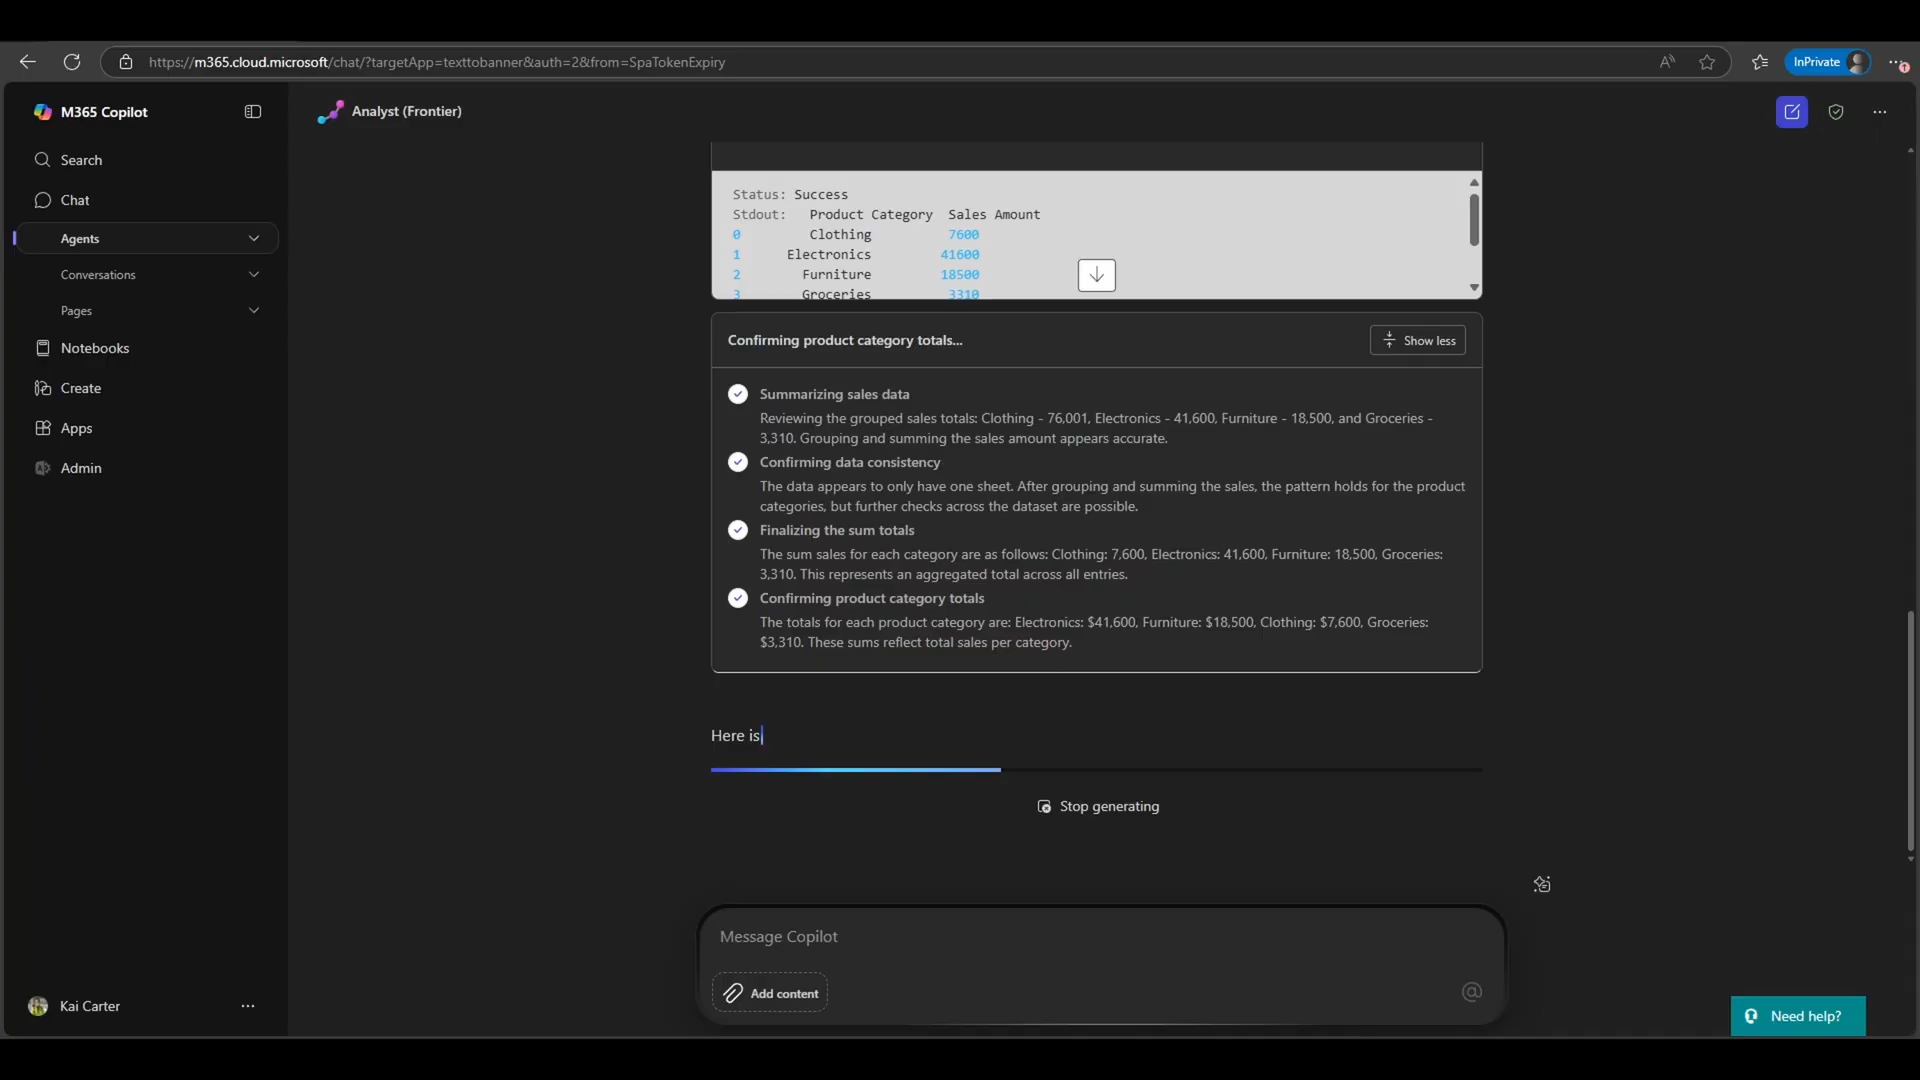 https://m365.cloud.microsoft/chat/?targetApp=texttobanner&auth=2&from=SpaTokenExpiry
InPrivate
M365 Copilot
Search
Chat
Agents
Conversations
Pages
Notebooks
Create
Apps
Admin
Kai Carter
Analyst (Frontier)
Status: Success
Stdout: Product Category Sales Amount
0 Clothing 7600
1 Electronics 41600
2 Furniture 18500
3 Groceries 3310
Confirming product category totals...
Show less
Summarizing sales data
Reviewing the grouped sales totals: Clothing - 76,001, Electronics - 41,600, Furniture - 18,500, and Groceries -
3,310. Grouping and summing the sales amount appears accurate.
Confirming data consistency
The data appears to only have one sheet. After grouping and summing the sales, the pattern holds for the product
categories, but further checks across the dataset are possible.
Finalizing the sum totals
The sum sales for each category are as follows: Clothing: 7,600, Electronics: 41,600, Furniture: 18,500, Groceries:
3,310. This represents an aggregated total across all entries.
Confirming product category totals
The totals for each product category are: Electronics: $41,600, Furniture: $18,500, Clothing: $7,600, Groceries:
$3,310. These sums reflect total sales per category.
Here is
Stop generating
Message Copilot
Add content
@
Need help?